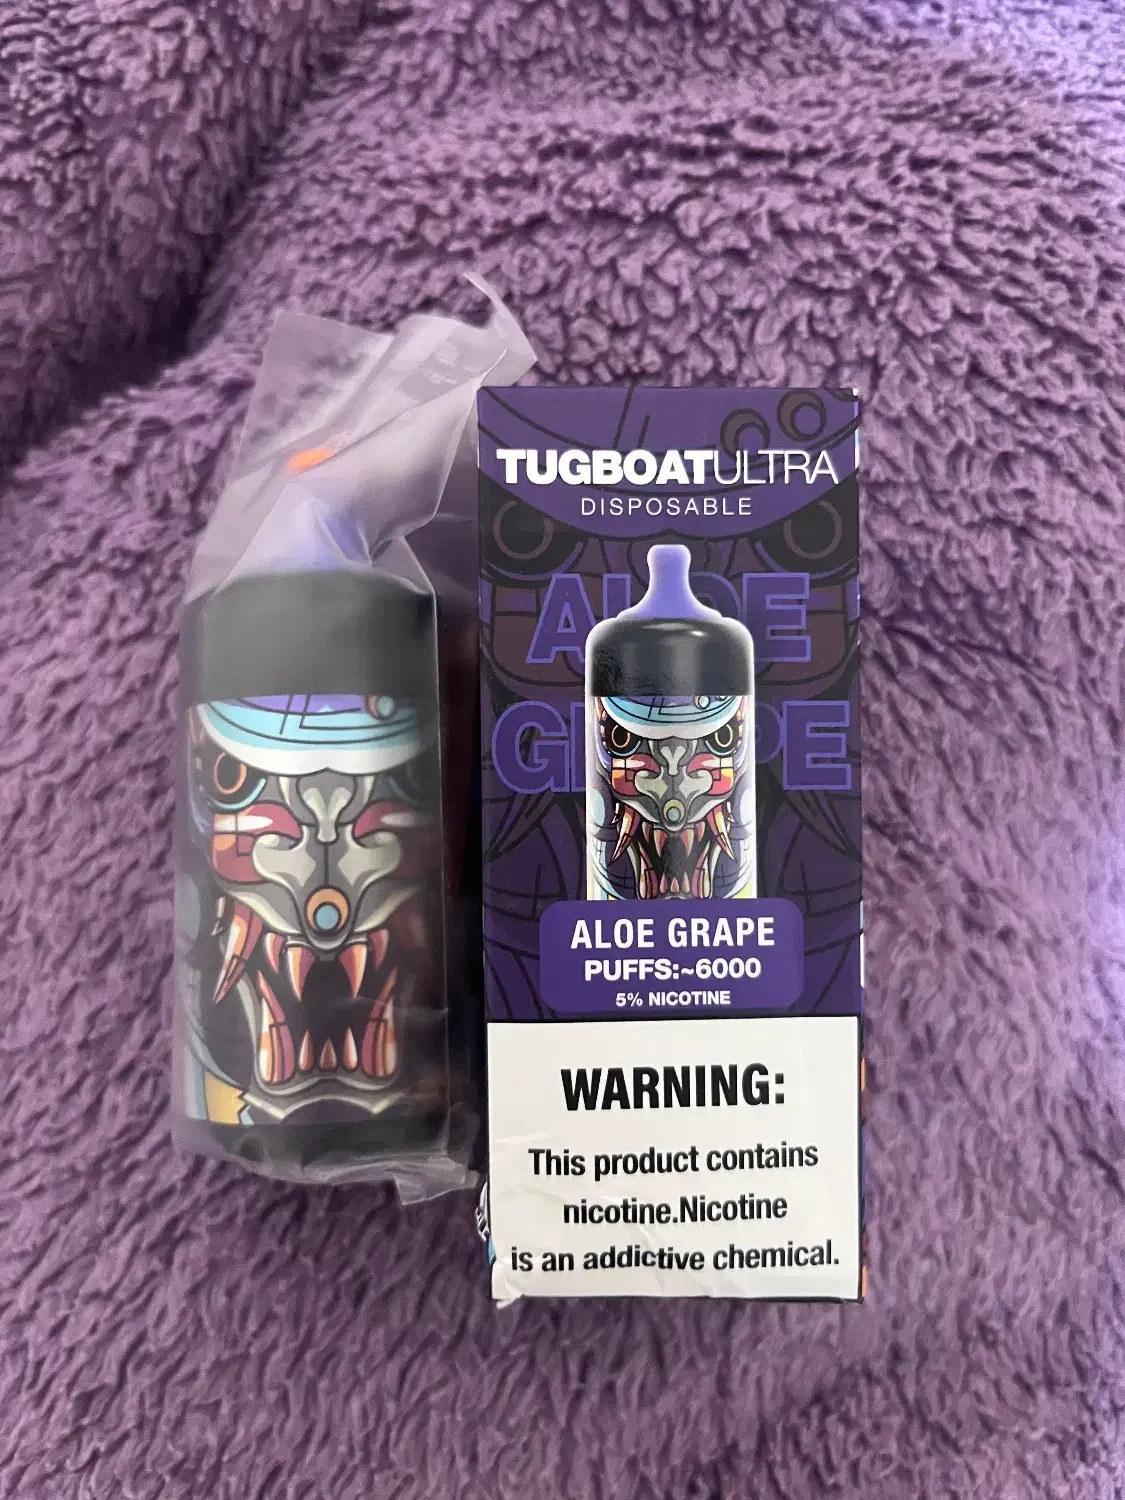 TUGBOATULTRA
DISPOSABLE
ALOE
GRAPE
ALOE GRAPE
PUFFS:~6000
5% NICOTINE
WARNING:
This product contains
nicotine.Nicotine
is an addictive chemical.